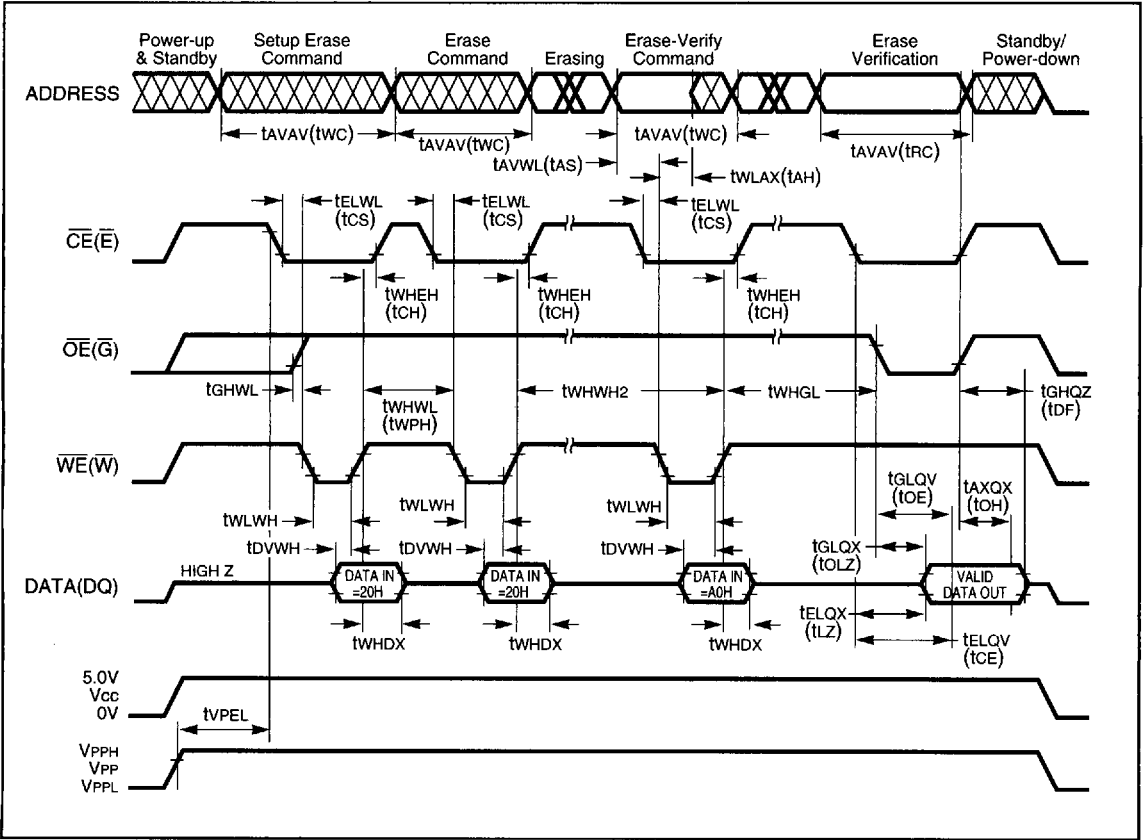 Power-up
& Standby
Setup Erase
Command
Erase
Command
Erasing
Erase-Verify
Command
Erase
Verification
Standby/
Power-down
ADDRESS
tAVAV(tWC)
tAVAV(tWC)
tAVAV(tWC)
tAVAV(tRC)
tAVWL(tAS)
tWLAX(tAH)
tELWL
(tCS)
tELWL
(tCS)
tELWL
(tCS)
C̅E̅(E̅)
tWHEH
(tCH)
tWHEH
(tCH)
tWHEH
(tCH)
O̅E̅(G̅)
tGHWL
tWHWL
(tWPH)
tWHWH2
tWHGL
tGHQZ
(tDF)
W̅E̅(W̅)
tWLWH
tWLWH
tWLWH
tGLQV
(tOE)
tAXQX
(tOH)
tDVWH
tDVWH
tDVWH
tGLQX
(tOLZ)
HIGH Z
DATA(DQ)
DATA IN
=20H
DATA IN
=20H
DATA IN
=A0H
VALID
DATA OUT
tWHDX
tWHDX
tWHDX
tELQX
(tLZ)
tELQV
(tCE)
5.0V
Vcc
0V
tVPEL
VPPH
VPP
VPPL